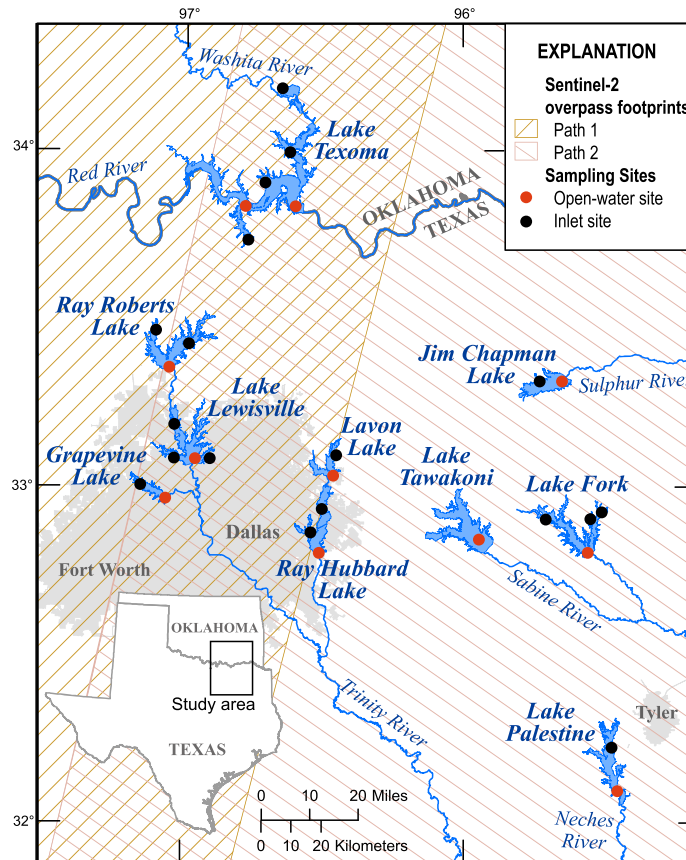 97°
96°
EXPLANATION
Sentinel-2
overpass footprints
Path 1
Path 2
Sampling Sites
Open-water site
Inlet site
Washita River
34°
Lake
Texoma
Red River
OKLAHOMA
TEXAS
Ray Roberts
Lake
Jim Chapman
Lake
Sulphur River
Lake
Lewisville
Lavon
Lake
Grapevine
Lake
Lake
Tawakoni
Lake Fork
33°
Dallas
Fort Worth
Ray Hubbard
Lake
Sabine River
OKLAHOMA
Study area
TEXAS
Trinity River
Lake
Palestine
Tyler
0 10 20 Miles
0 10 20 Kilometers
32°
Neches
River